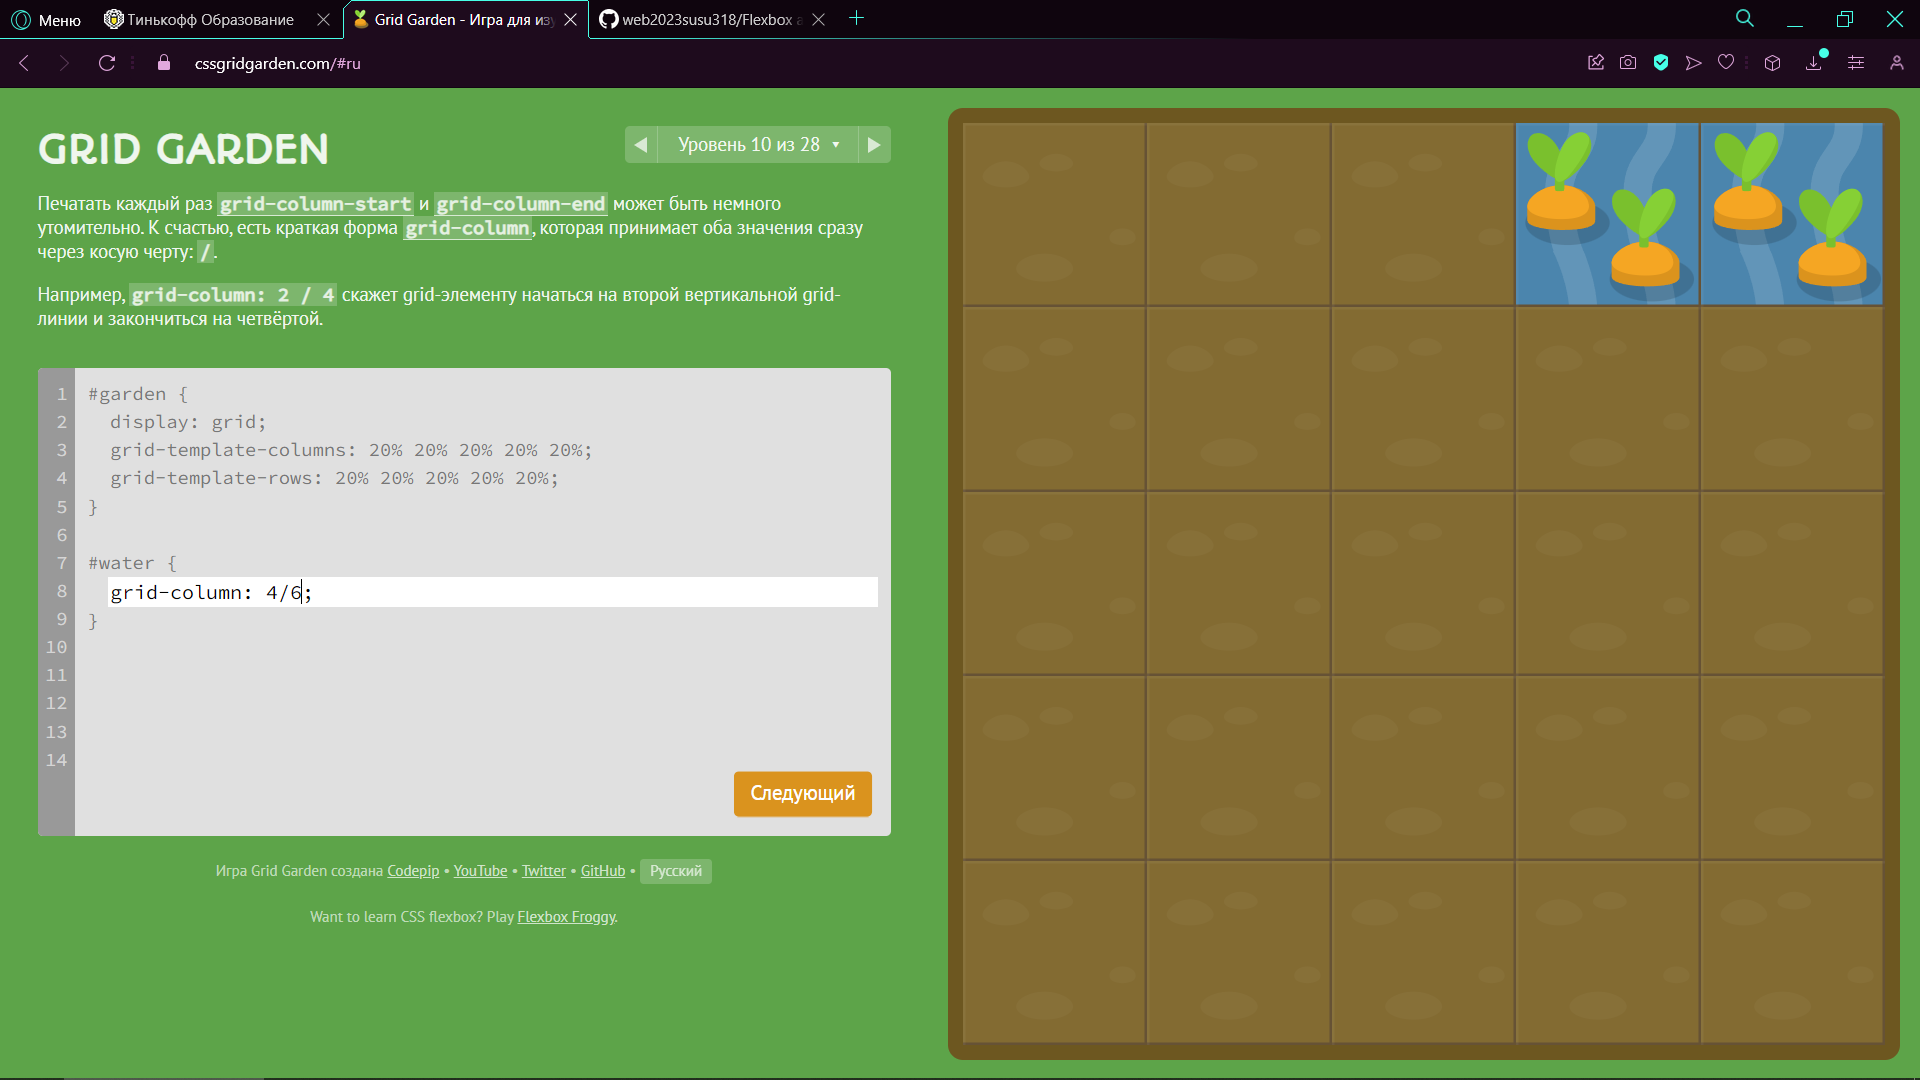 Меню
Тинькофф Образование
Grid Garden - Игра для из
web2023susu318/Flexbox a
cssgridgarden.com/#ru
GRID GARDEN
Уровень 10 из 28
Печатать каждый раз grid-column-start и grid-column-end может быть немного
утомительно. К счастью, есть краткая форма grid-column, которая принимает оба значения сразу
через косую черту: /.
Например, grid-column: 2 / 4 скажет grid-элементу начаться на второй вертикальной grid-
линии и закончиться на четвёртой.
1 #garden {
2 display: grid;
3 grid-template-columns: 20% 20% 20% 20% 20%;
4 grid-template-rows: 20% 20% 20% 20% 20%;
5 }
6
7 #water {
8 grid-column: 4/6;
9 }
10
11
12
13
14
Следующий
Игра Grid Garden создана Codepip • YouTube • Twitter • GitHub • Русский
Want to learn CSS flexbox? Play Flexbox Froggy.